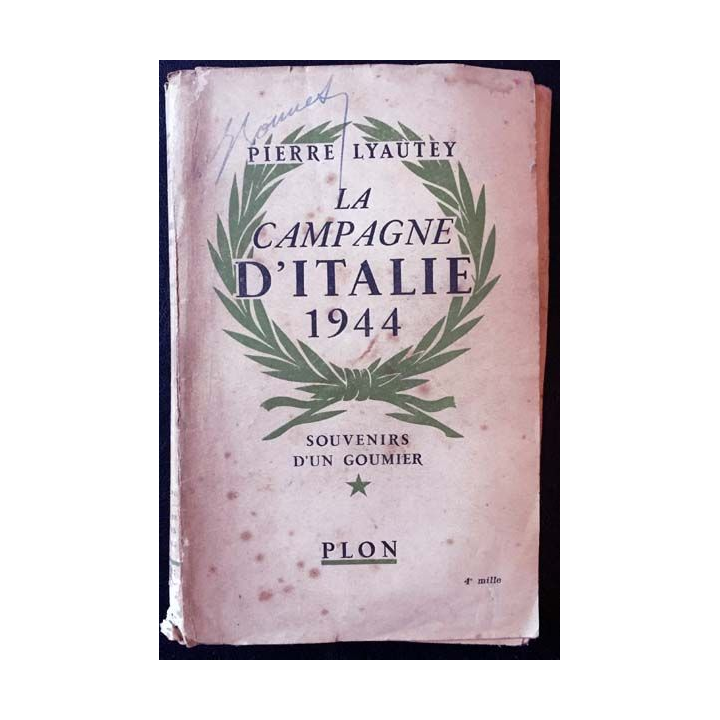 PIERRE LYAUTEY
LA
CAMPAGNE
D'ITALIE
1944
SOUVENIRS
D'UN GOUMIER
PLON
4e mille